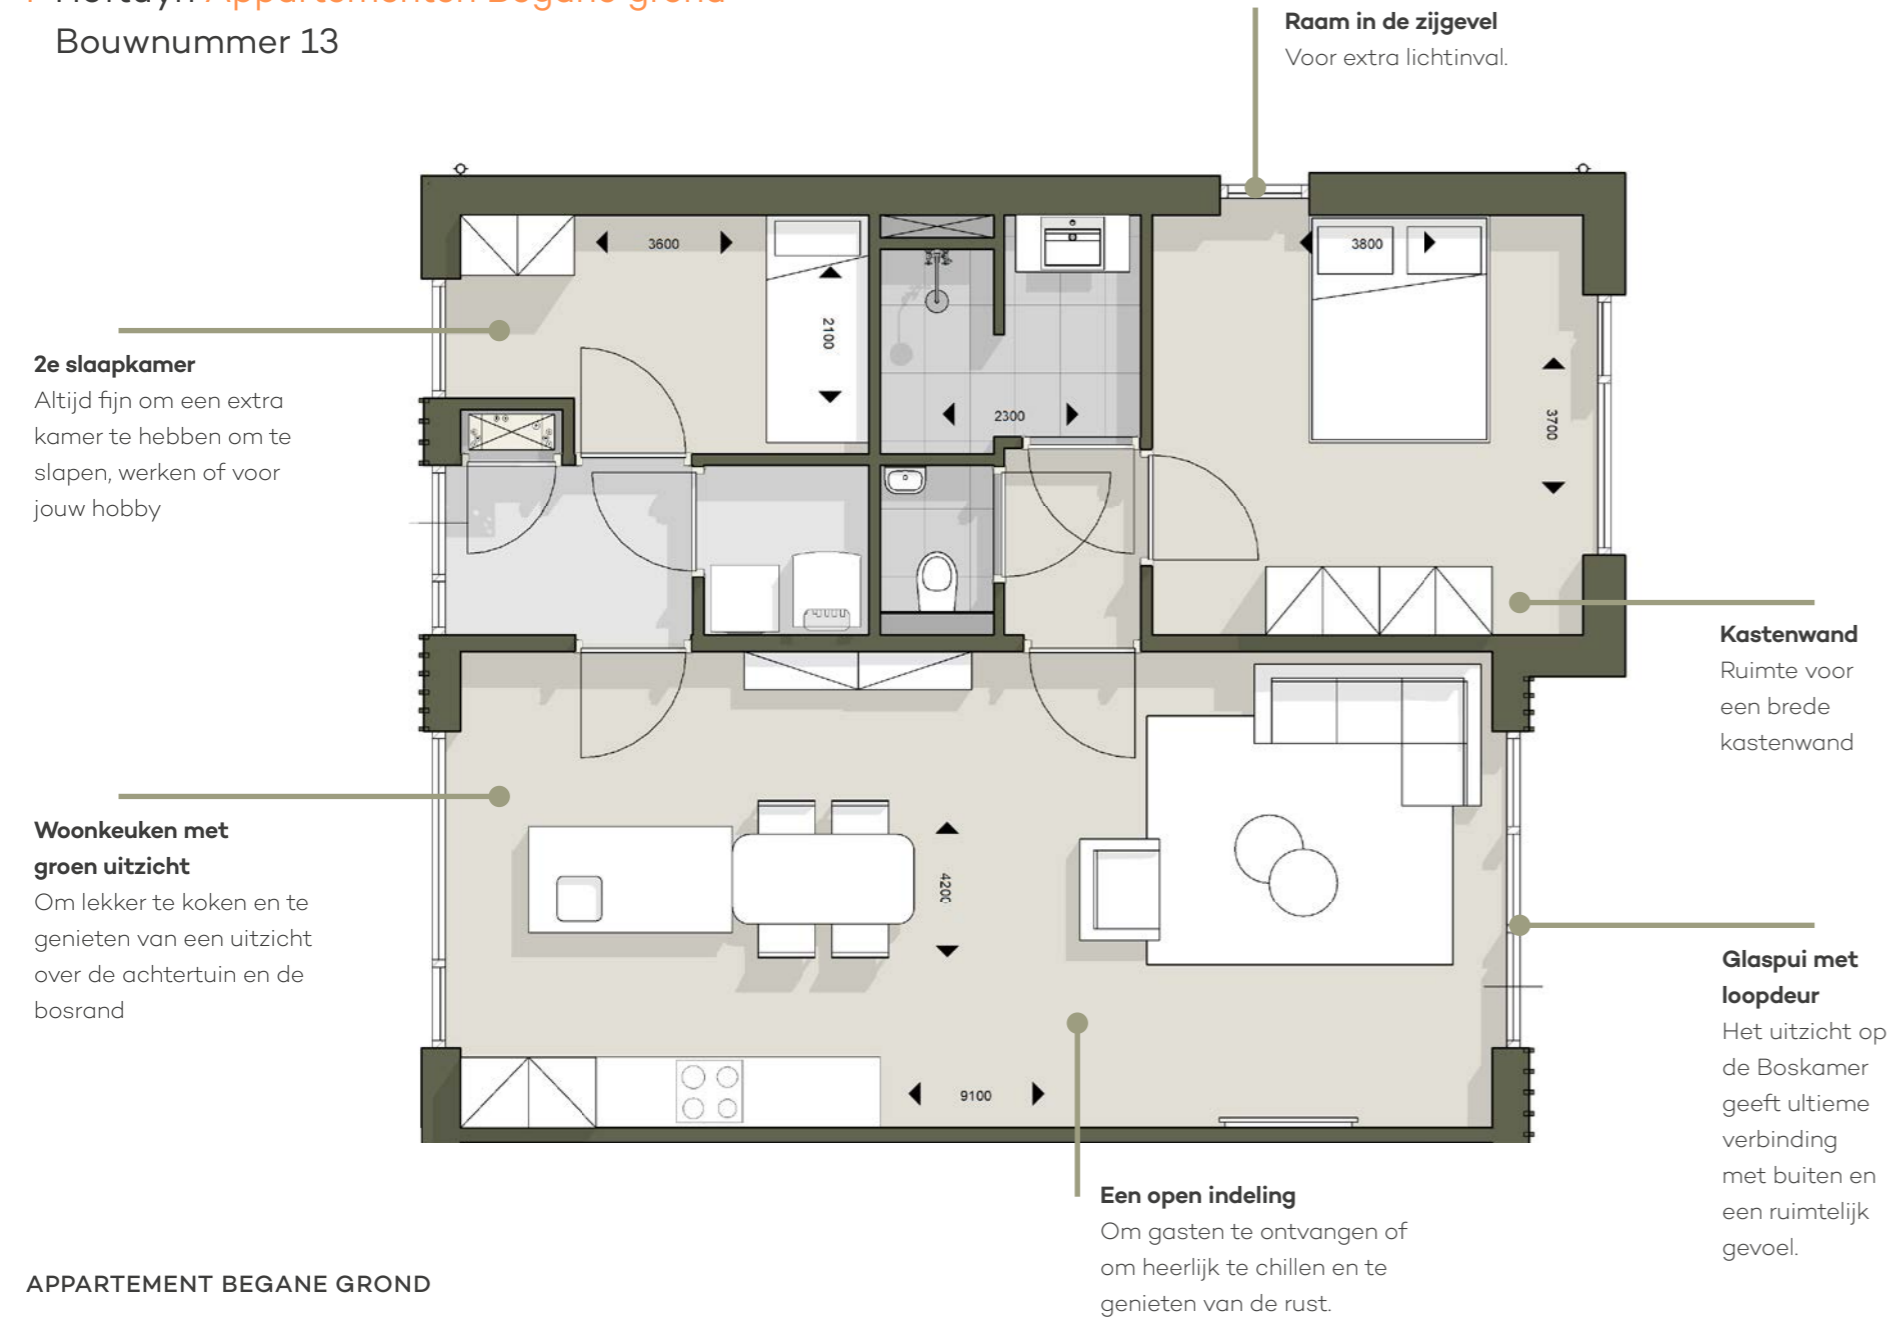 Appartementen Begane grond
Bouwnummer 13
Raam in de zijgevel
Voor extra lichtinval.
3600
3800
2100
2300
3700
2e slaapkamer
Altijd fijn om een extra
kamer te hebben om te
slapen, werken of voor
jouw hobby
Kastenwand
Ruimte voor
een brede
kastenwand
Woonkeuken met
groen uitzicht
Om lekker te koken en te
genieten van een uitzicht
over de achtertuin en de
bosrand
4200
9100
Glaspui met
loopdeur
Het uitzicht op
de Boskamer
geeft ultieme
verbinding
met buiten en
een ruimtelijk
gevoel.
Een open indeling
Om gasten te ontvangen of
om heerlijk te chillen en te
genieten van de rust.
APPARTEMENT BEGANE GROND